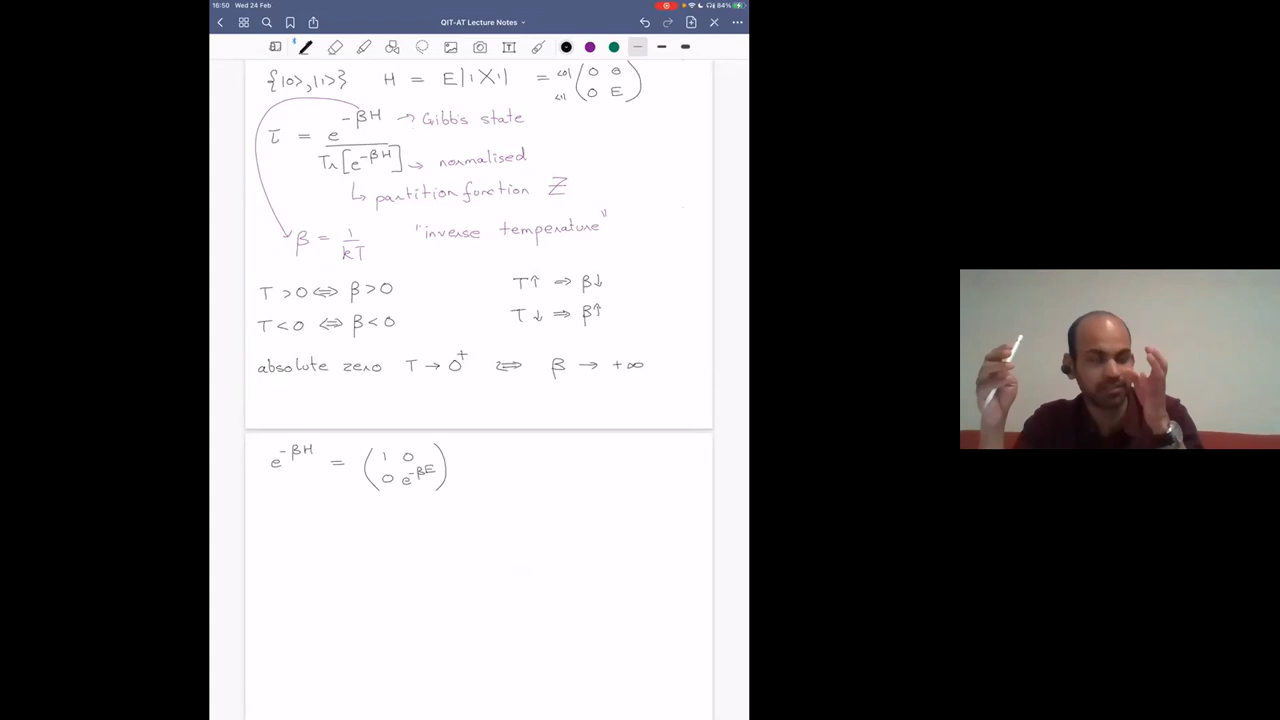 16:50 Wed 24 Feb 84%
QIT-AT Lecture Notes
{|0>,|1>} H = E|1X1| = <0| <1| ( 0 0 0 E )
τ = e^{-βH} → Gibbs state
Tr[e^{-βH}] → normalised
↳ partition function Z
β = 1/kT "inverse temperature"
T > 0 ⇔ β > 0 T↑ ⇒ β↓
T < 0 ⇔ β < 0 T↓ ⇒ β↑
absolute zero T → 0⁺ ⇔ β → +∞
e^{-βH} = ( 1 0 0 e^{-βE} )